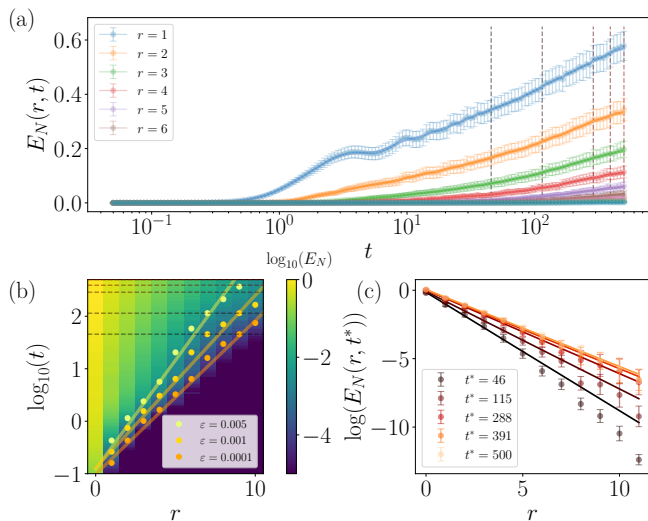 (a)
E_N(r, t)
0.6
0.4
0.2
0.0
r = 1
r = 2
r = 3
r = 4
r = 5
r = 6
10^{-1}
10^0
10^1
10^2
t
(b)
log_{10}(E_N)
log_{10}(t)
2
1
0
−1
0
5
10
r
ε = 0.005
ε = 0.001
ε = 0.0001
0
−2
−4
(c)
log(E_N(r, t*))
0
−5
−10
t* = 46
t* = 115
t* = 288
t* = 391
t* = 500
0
5
10
r